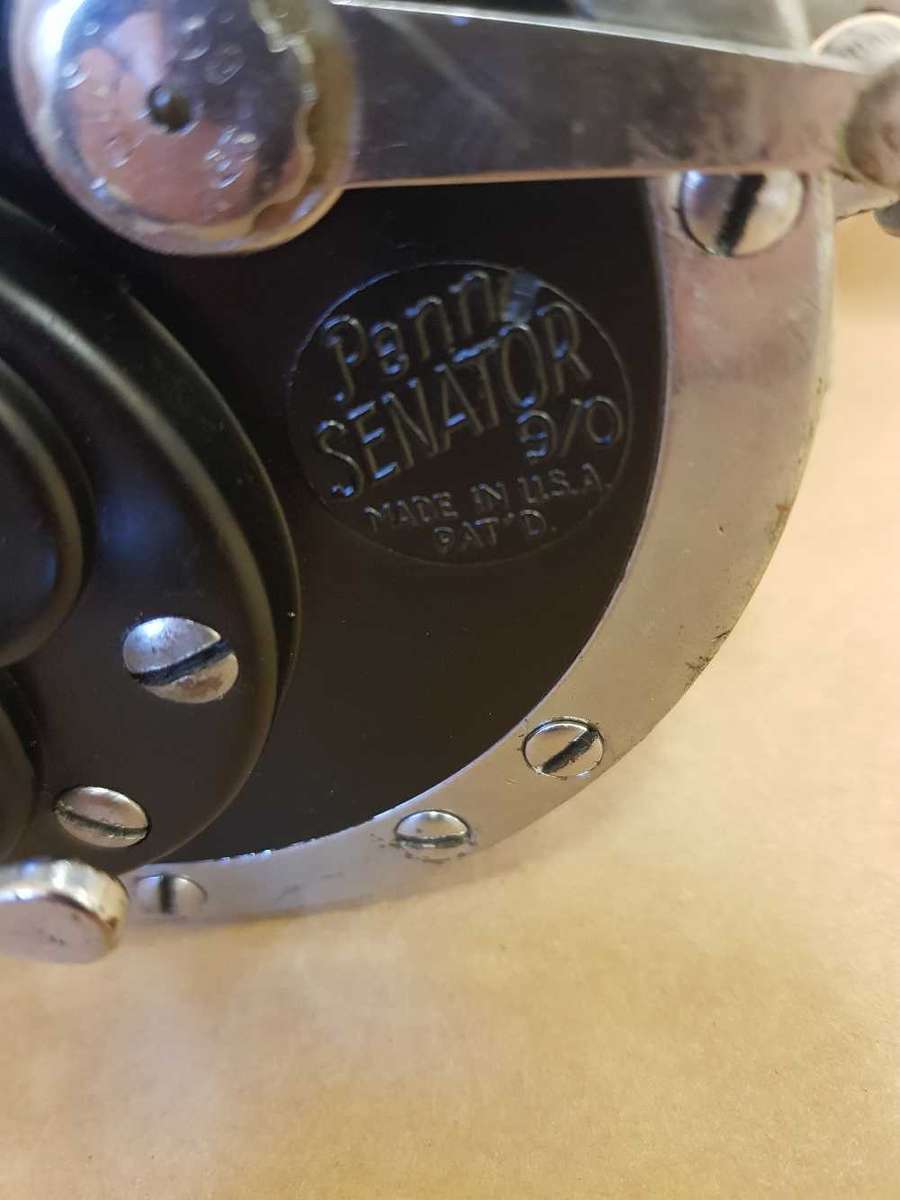 Penn
SENATOR
9/0
MADE IN U.S.A.
PAT'D.